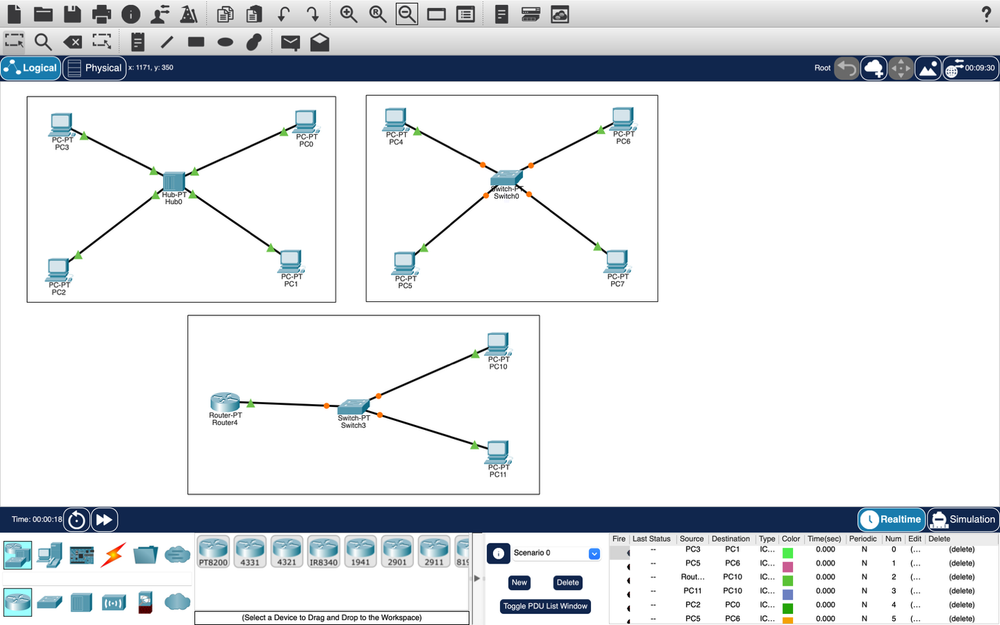 Logical
Physical
x: 1171, y: 350
Root
00:09:30
PC-PT
PC3
PC-PT
PC0
Hub-PT
Hub0
PC-PT
PC2
PC-PT
PC1
PC-PT
PC4
PC-PT
PC6
Switch-PT
Switch0
PC-PT
PC5
PC-PT
PC7
PC-PT
PC10
Router-PT
Router4
Switch-PT
Switch3
PC-PT
PC11
Time: 00:00:18
Realtime
Simulation
PT8200
4331
4321
IR8340
1941
2901
2911
819
(Select a Device to Drag and Drop to the Workspace)
Scenario 0
New
Delete
Toggle PDU List Window
Fire Last Status Source Destination Type Color Time(sec) Periodic Num Edit Delete
-- PC3 PC1 IC... 0.000 N 0 (... (delete)
-- PC5 PC6 IC... 0.000 N 1 (... (delete)
-- Rout... PC10 IC... 0.000 N 2 (... (delete)
-- PC11 PC10 IC... 0.000 N 3 (... (delete)
-- PC2 PC0 IC... 0.000 N 4 (... (delete)
-- PC5 PC6 IC... 0.000 N 5 (... (delete)